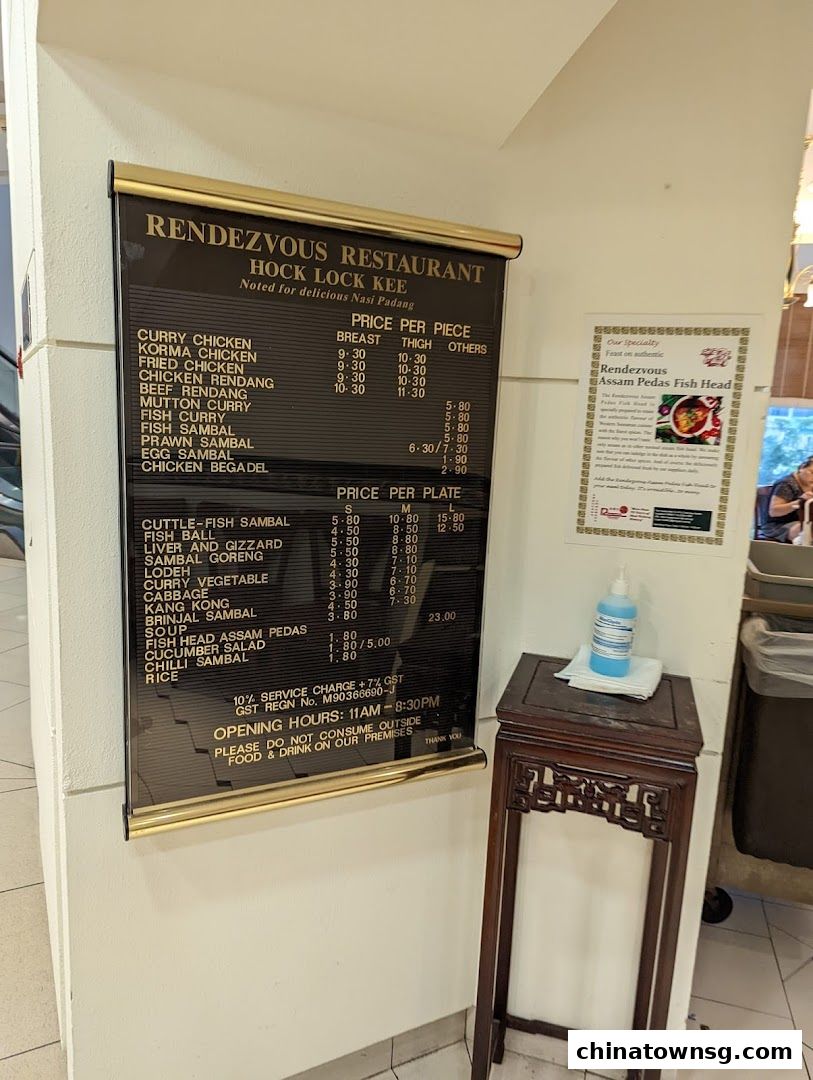 RENDEZVOUS RESTAURANT
HOCK LOCK KEE
Noted for delicious Nasi Padang
PRICE PER PIECE
BREAST THIGH OTHERS
CURRY CHICKEN 9·30 10·30
KORMA CHICKEN 9·30 10·30
FRIED CHICKEN 9·30 10·30
CHICKEN RENDANG 10·30 11·30
BEEF RENDANG 5·80
MUTTON CURRY 5·80
FISH CURRY 5·80
FISH SAMBAL 5·80
PRAWN SAMBAL 6·30/7·30
EGG SAMBAL 1·90
CHICKEN BEGADEL 2·90
PRICE PER PLATE
S M L
CUTTLE-FISH SAMBAL 5·80 10·80 15·80
FISH BALL 4·50 8·50 12·50
LIVER AND GIZZARD 5·50 8·80
SAMBAL GORENG 5·50 8·80
LODEH 4·30 7·10
CURRY VEGETABLE 4·30 7·10
CABBAGE 3·90 6·70
KANG KONG 3·90 6·70
BRINJAL SAMBAL 4·50 7·30
SOUP 3·80
FISH HEAD ASSAM PEDAS 23.00
CUCUMBER SALAD 1.80
CHILLI SAMBAL 1.80/5.00
RICE 1.80
10% SERVICE CHARGE + 7% GST
GST REGN No. M90366690-J
OPENING HOURS: 11AM – 8:30PM
PLEASE DO NOT CONSUME OUTSIDE
FOOD & DRINK ON OUR PREMISES
THANK YOU
Our Specialty
Feast on authentic
Rendezvous
Assam Pedas Fish Head
chinatownsg.com